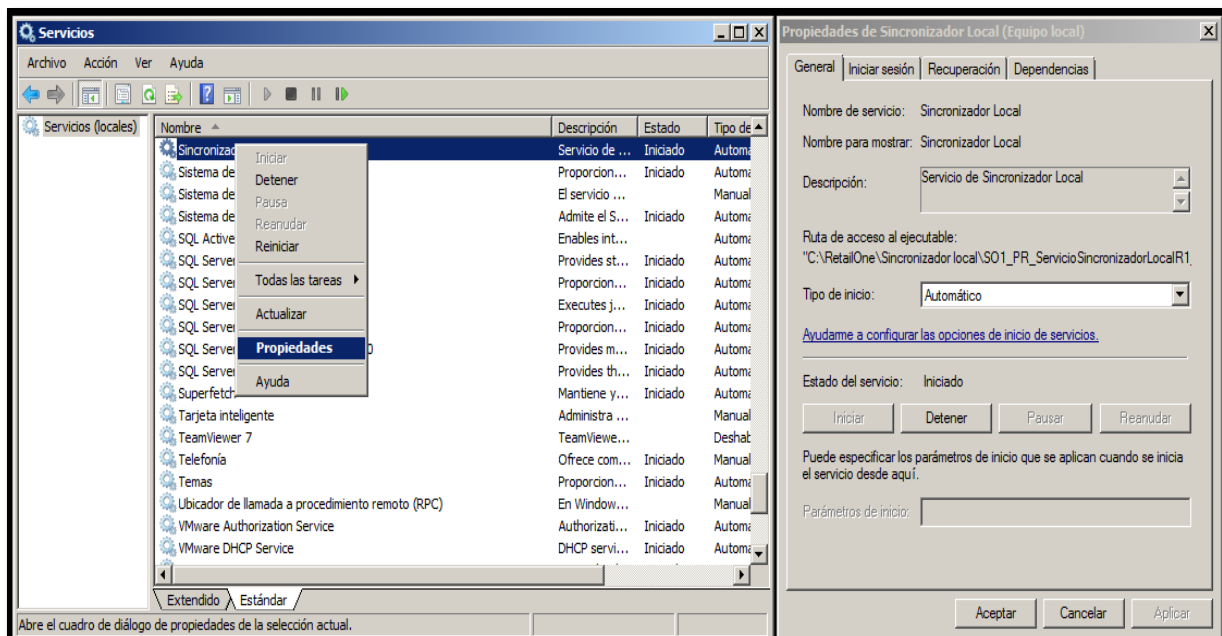 Servicios
Archivo Acción Ver Ayuda
Servicios (locales)
Nombre Descripción Estado Tipo de
Sincronizac Servicio de ... Iniciado Automa
Sistema de Proporcion... Iniciado Automa
Sistema de El servicio ... Manual
Sistema de Admite el S... Iniciado Automa
SQL Active Enables int... Automa
SQL Server Provides st... Iniciado Automa
SQL Server Proporcion... Iniciado Automa
SQL Server Executes j... Iniciado Automa
SQL Server Proporcion... Iniciado Automa
SQL Server Provides m... Iniciado Automa
SQL Server Provides th... Iniciado Automa
Superfetch Mantiene y... Iniciado Automa
Tarjeta inteligente Administra ... Manual
TeamViewer 7 TeamViewe... Deshab
Telefonía Ofrece com... Iniciado Manual
Temas Proporcion... Iniciado Automa
Ubicador de llamada a procedimiento remoto (RPC) En Window... Manual
VMware Authorization Service Authorizati... Iniciado Automa
VMware DHCP Service DHCP servi... Iniciado Automa
Iniciar
Detener
Pausa
Reanudar
Reiniciar
Todas las tareas
Actualizar
Propiedades
Ayuda
Extendido Estándar
Abre el cuadro de diálogo de propiedades de la selección actual.
Propiedades de Sincronizador Local (Equipo local)
General Iniciar sesión Recuperación Dependencias
Nombre de servicio: Sincronizador Local
Nombre para mostrar: Sincronizador Local
Descripción: Servicio de Sincronizador Local
Ruta de acceso al ejecutable:
"C:\RetailOne\Sincronizador local\SO1_PR_ServicioSincronizadorLocalR1_
Tipo de inicio: Automático
Ayudarme a configurar las opciones de inicio de servicios.
Estado del servicio: Iniciado
Iniciar Detener Pausar Reanudar
Puede especificar los parámetros de inicio que se aplican cuando se inicia
el servicio desde aquí.
Parámetros de inicio:
Aceptar Cancelar Aplicar